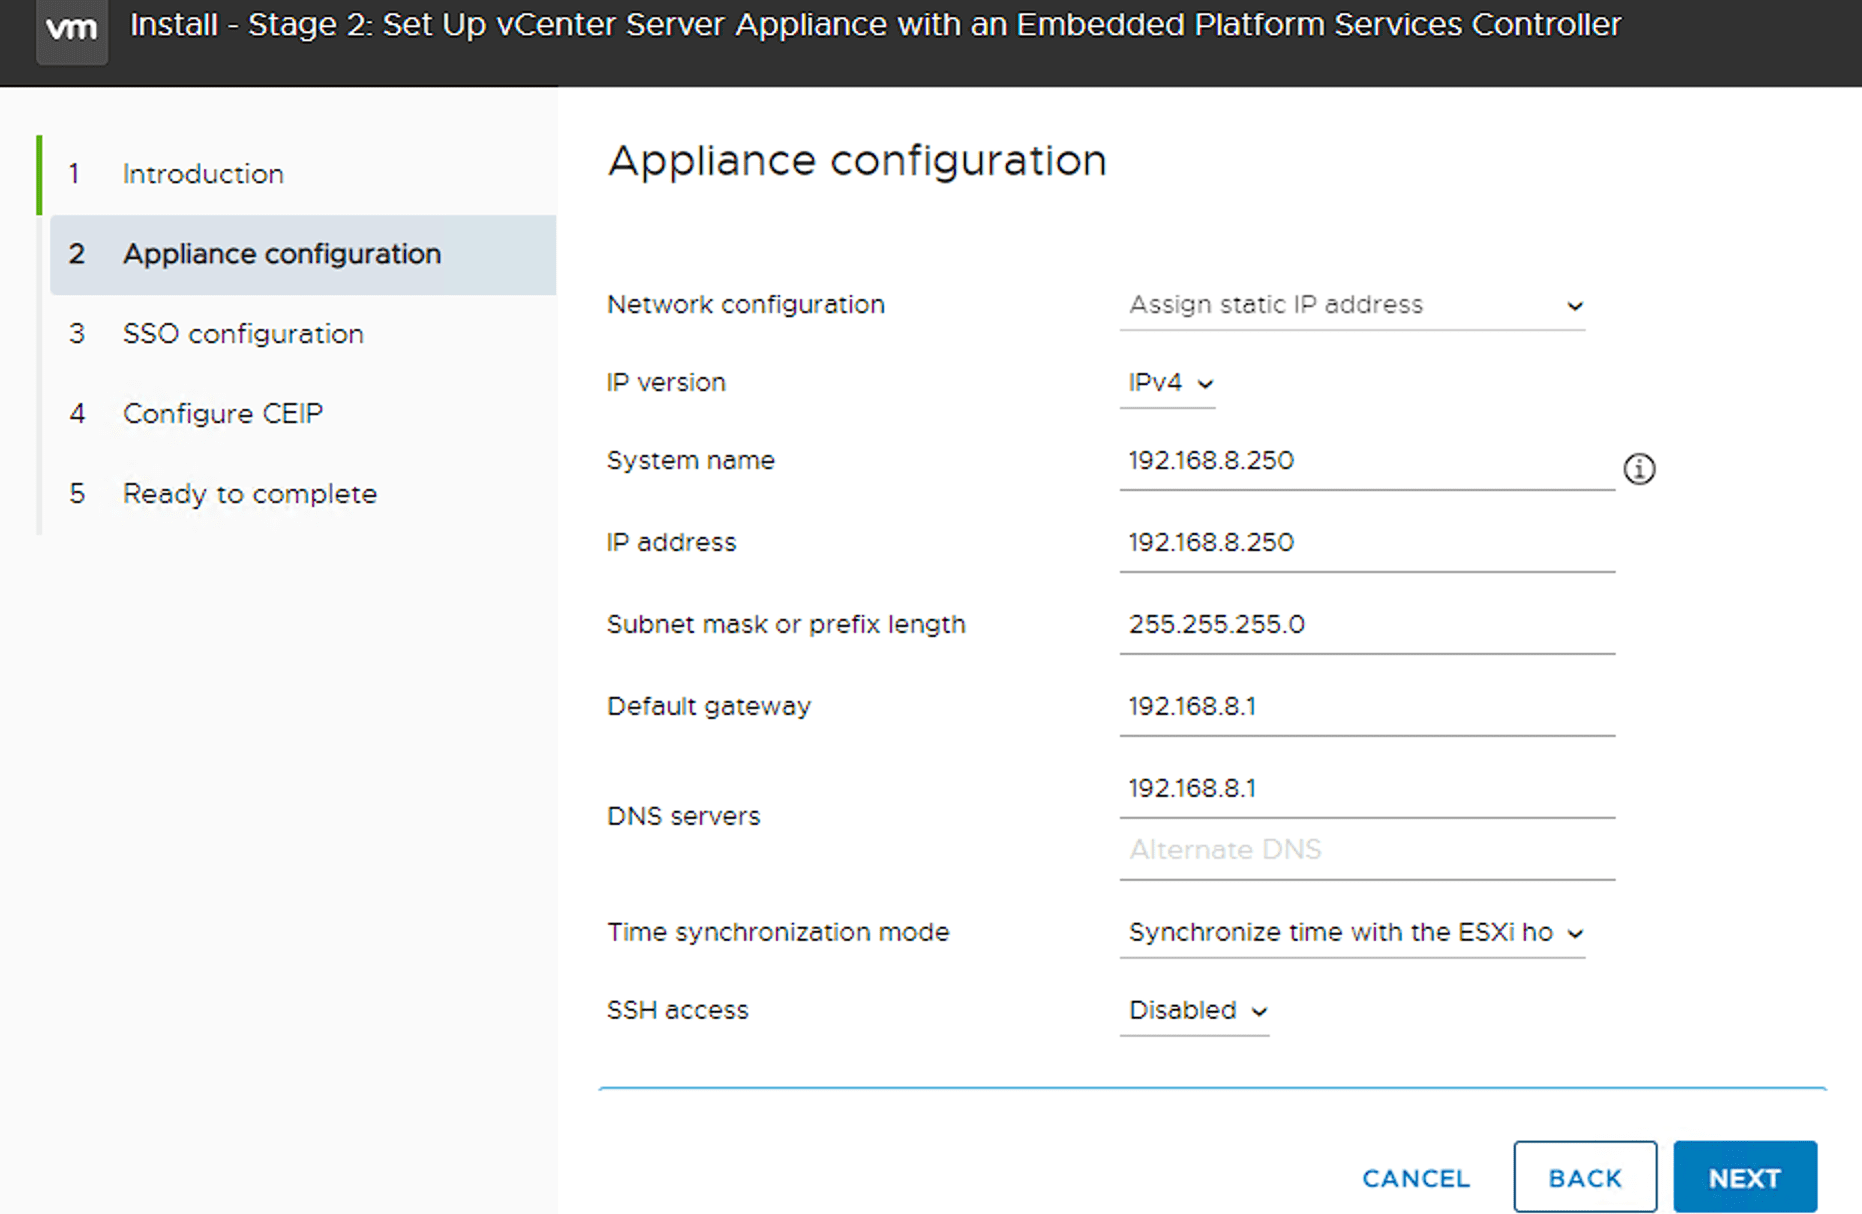 vm
Install - Stage 2: Set Up vCenter Server Appliance with an Embedded Platform Services Controller
1 Introduction
2 Appliance configuration
3 SSO configuration
4 Configure CEIP
5 Ready to complete
Appliance configuration
Network configuration Assign static IP address
IP version IPv4
System name 192.168.8.250
IP address 192.168.8.250
Subnet mask or prefix length 255.255.255.0
Default gateway 192.168.8.1
DNS servers 192.168.8.1
Alternate DNS
Time synchronization mode Synchronize time with the ESXi ho
SSH access Disabled
CANCEL BACK NEXT